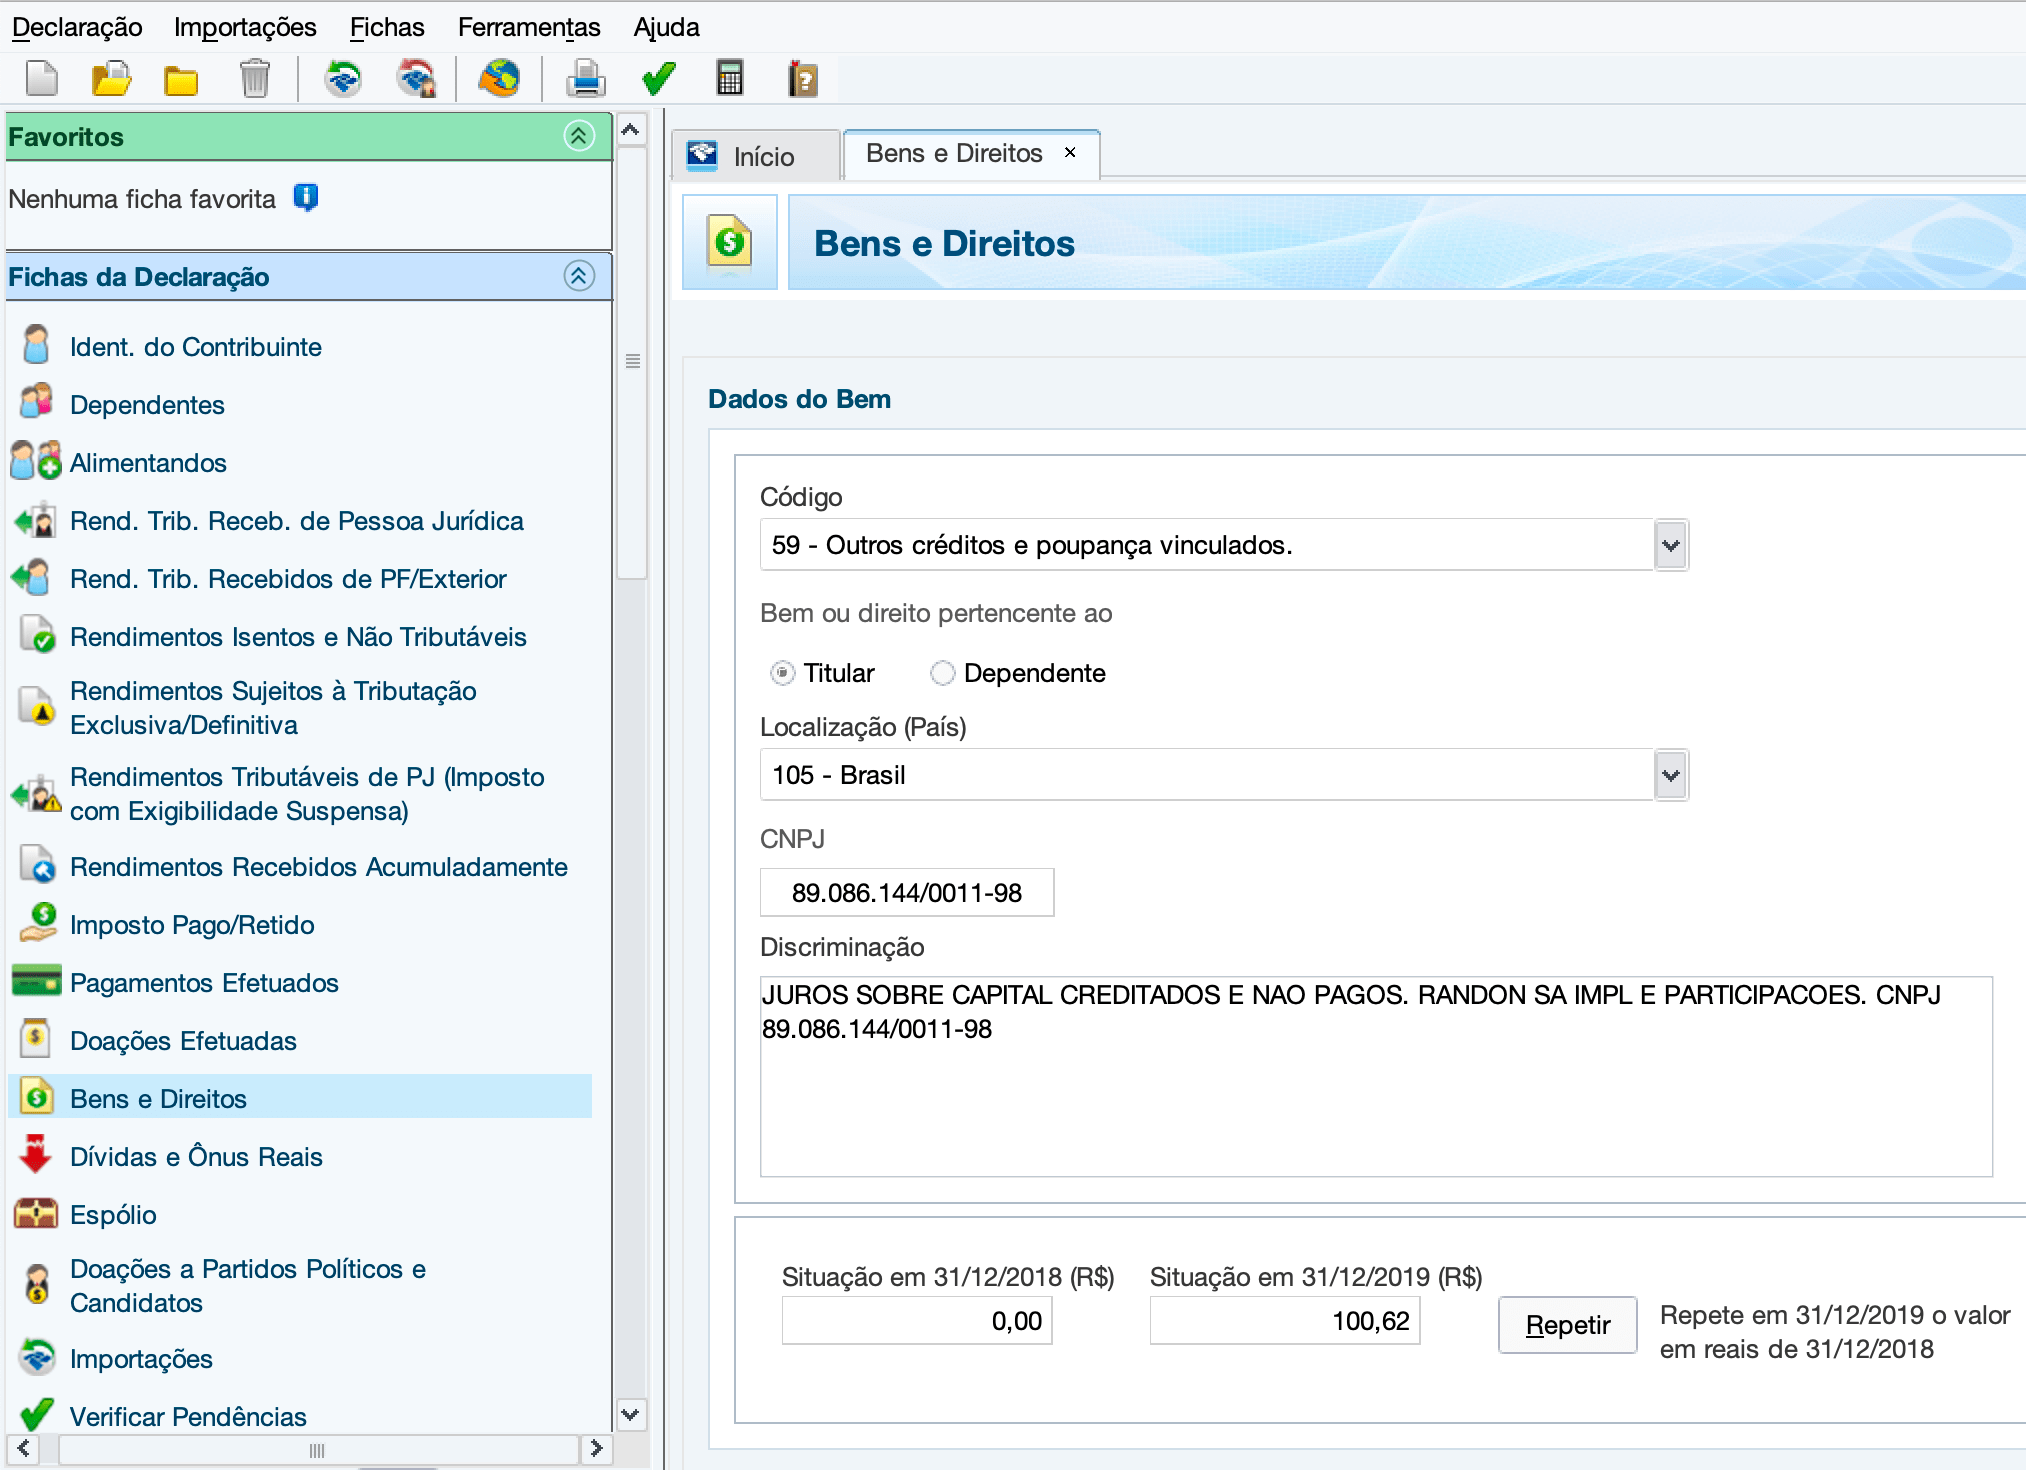 Declaração Importações Fichas Ferramentas Ajuda
Favoritos
Nenhuma ficha favorita
Fichas da Declaração
Ident. do Contribuinte
Dependentes
Alimentandos
Rend. Trib. Receb. de Pessoa Jurídica
Rend. Trib. Recebidos de PF/Exterior
Rendimentos Isentos e Não Tributáveis
Rendimentos Sujeitos à Tributação
Exclusiva/Definitiva
Rendimentos Tributáveis de PJ (Imposto
com Exigibilidade Suspensa)
Rendimentos Recebidos Acumuladamente
Imposto Pago/Retido
Pagamentos Efetuados
Doações Efetuadas
Bens e Direitos
Dívidas e Ônus Reais
Espólio
Doações a Partidos Políticos e
Candidatos
Importações
Verificar Pendências
Início
Bens e Direitos ×
Bens e Direitos
Dados do Bem
Código
59 - Outros créditos e poupança vinculados.
Bem ou direito pertencente ao
Titular Dependente
Localização (País)
105 - Brasil
CNPJ
89.086.144/0011-98
Discriminação
JUROS SOBRE CAPITAL CREDITADOS E NAO PAGOS. RANDON SA IMPL E PARTICIPACOES. CNPJ
89.086.144/0011-98
Situação em 31/12/2018 (R$) Situação em 31/12/2019 (R$)
0,00 100,62
Repetir
Repete em 31/12/2019 o valor
em reais de 31/12/2018